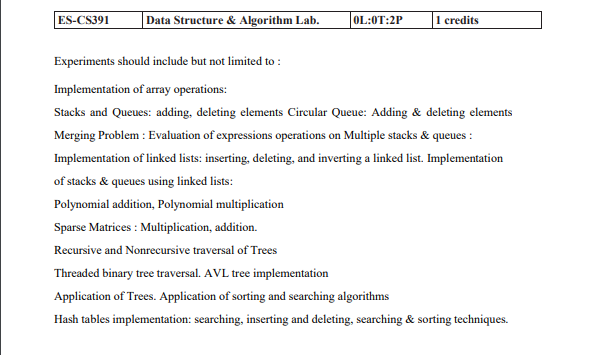 ES-CS391 Data Structure & Algorithm Lab. 0L:0T:2P 1 credits
Experiments should include but not limited to :
Implementation of array operations:
Stacks and Queues: adding, deleting elements Circular Queue: Adding & deleting elements
Merging Problem : Evaluation of expressions operations on Multiple stacks & queues :
Implementation of linked lists: inserting, deleting, and inverting a linked list. Implementation
of stacks & queues using linked lists:
Polynomial addition, Polynomial multiplication
Sparse Matrices : Multiplication, addition.
Recursive and Nonrecursive traversal of Trees
Threaded binary tree traversal. AVL tree implementation
Application of Trees. Application of sorting and searching algorithms
Hash tables implementation: searching, inserting and deleting, searching & sorting techniques.